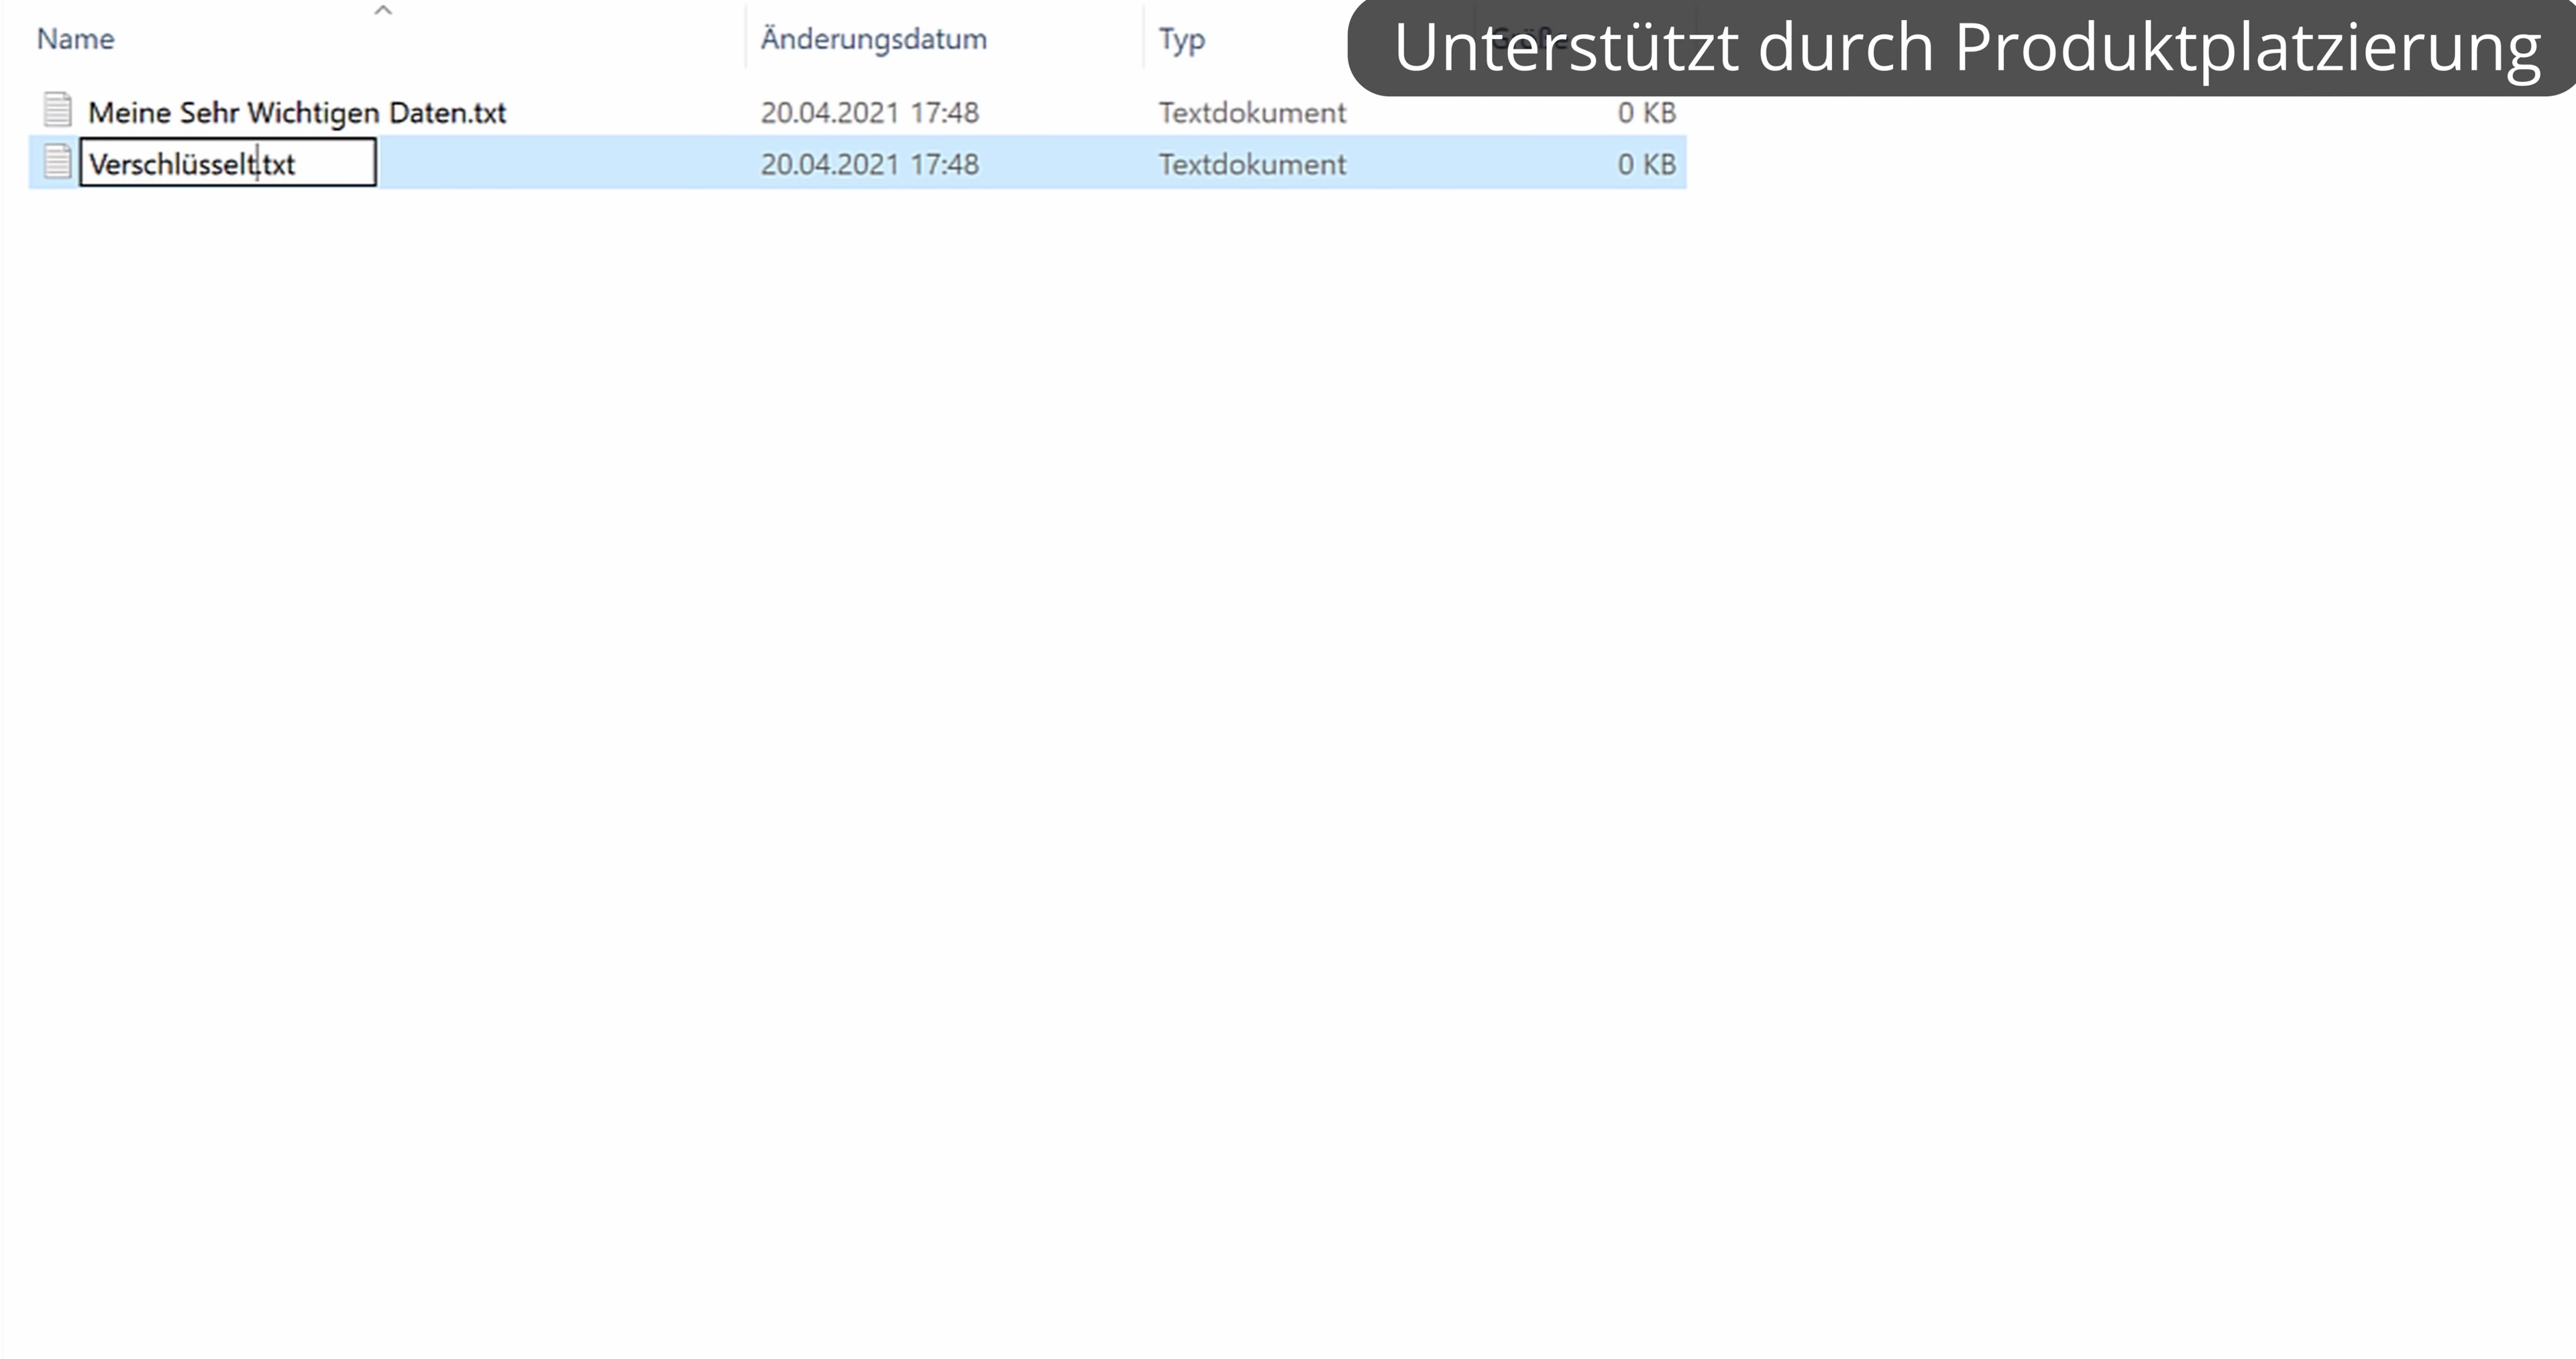 Name Änderungsdatum Typ Größe
Unterstützt durch Produktplatzierung
Meine Sehr Wichtigen Daten.txt 20.04.2021 17:48 Textdokument 0 KB
Verschlüsselt.txt 20.04.2021 17:48 Textdokument 0 KB